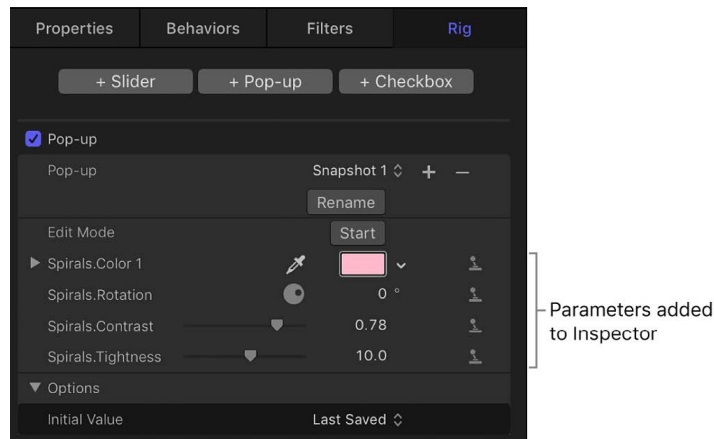 Properties Behaviors Filters Rig
+ Slider + Pop-up + Checkbox
Pop-up
Pop-up Snapshot 1 + −
Rename
Edit Mode Start
Spirals.Color 1
Spirals.Rotation 0 °
Spirals.Contrast 0.78
Spirals.Tightness 10.0
Options
Initial Value Last Saved
Parameters added
to Inspector